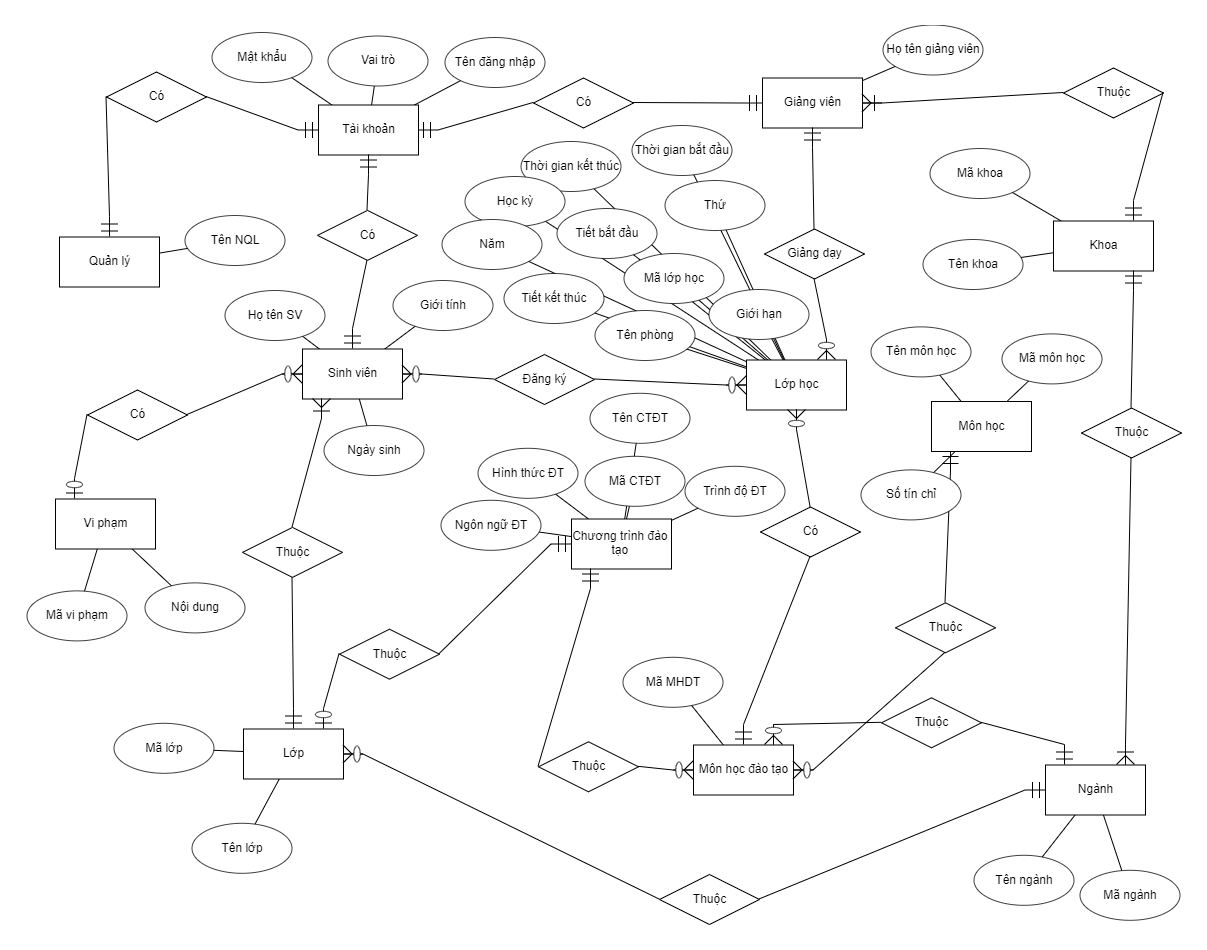 Họ tên giảng viên
Mật khẩu
Vai trò
Tên đăng nhập
Có
Có
Giảng viên
Thuộc
Tài khoản
Thời gian kết thúc
Thời gian bắt đầu
Mã khoa
Học kỳ
Thứ
Tên NQL
Có
Năm
Tiết bắt đầu
Giảng dạy
Khoa
Quản lý
Tên khoa
Mã lớp học
Tiết kết thúc
Họ tên SV
Giới tính
Giới hạn
Tên phòng
Tên môn học
Mã môn học
Sinh viên
Đăng ký
Lớp học
Có
Tên CTĐT
Môn học
Thuộc
Ngày sinh
Hình thức ĐT
Mã CTĐT
Trình độ ĐT
Số tín chỉ
Vi phạm
Ngôn ngữ ĐT
Chương trình đào
tạo
Có
Thuộc
Mã vi phạm
Nội dung
Thuộc
Thuộc
Mã MHDT
Thuộc
Mã lớp
Lớp
Thuộc
Môn học đào tạo
Ngành
Tên lớp
Tên ngành
Mã ngành
Thuộc